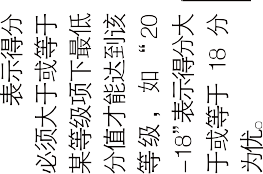 表示得分
必须大于或等于
某等级项下最低
分值才能达到该
等级，如“20
-18”表示得分大
于或等于 18 分
为优。